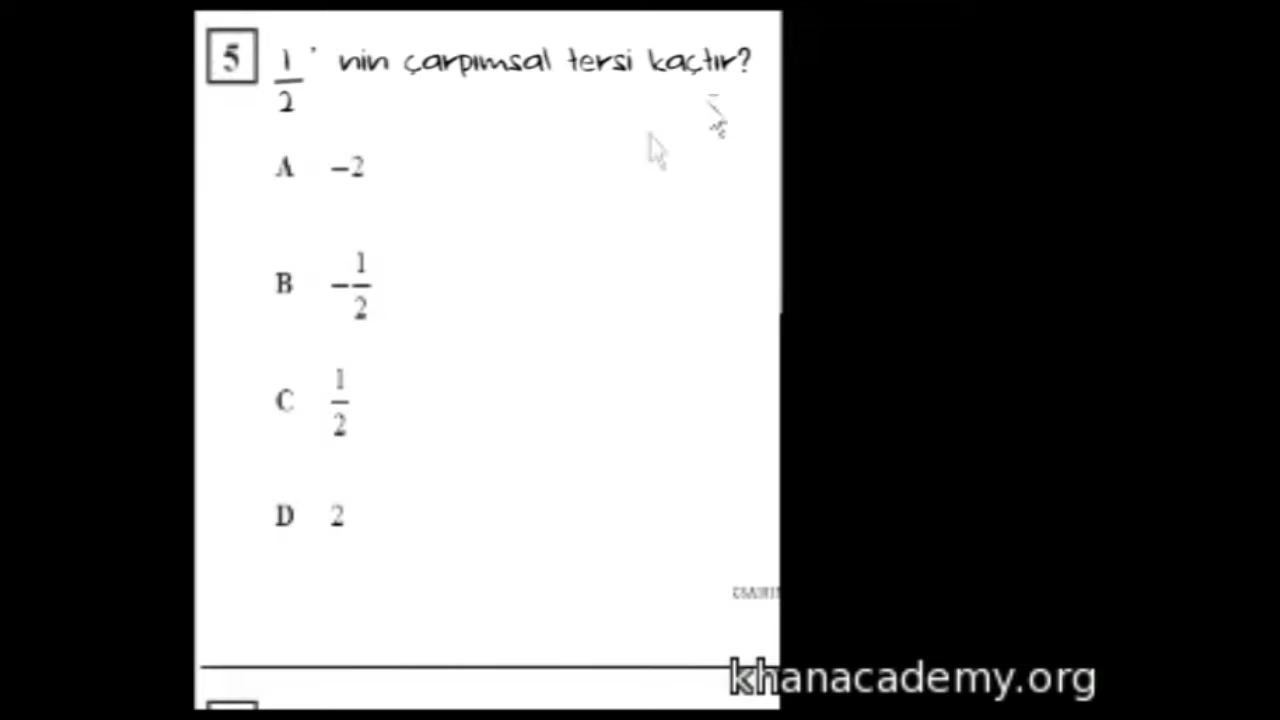 5 1/2 'nin çarpımsal tersi kaçtır?
A −2
B −1/2
C 1/2
D 2
khanacademy.org